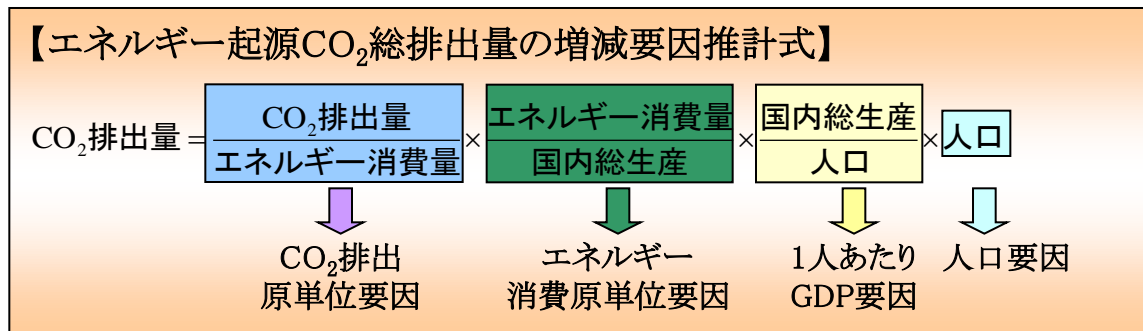 【エネルギー起源CO₂総排出量の増減要因推計式】
CO₂排出量 = CO₂排出量 / エネルギー消費量 × エネルギー消費量 / 国内総生産 × 国内総生産 / 人口 × 人口
CO₂排出
原単位要因
エネルギー
消費原単位要因
1人あたり
GDP要因
人口要因